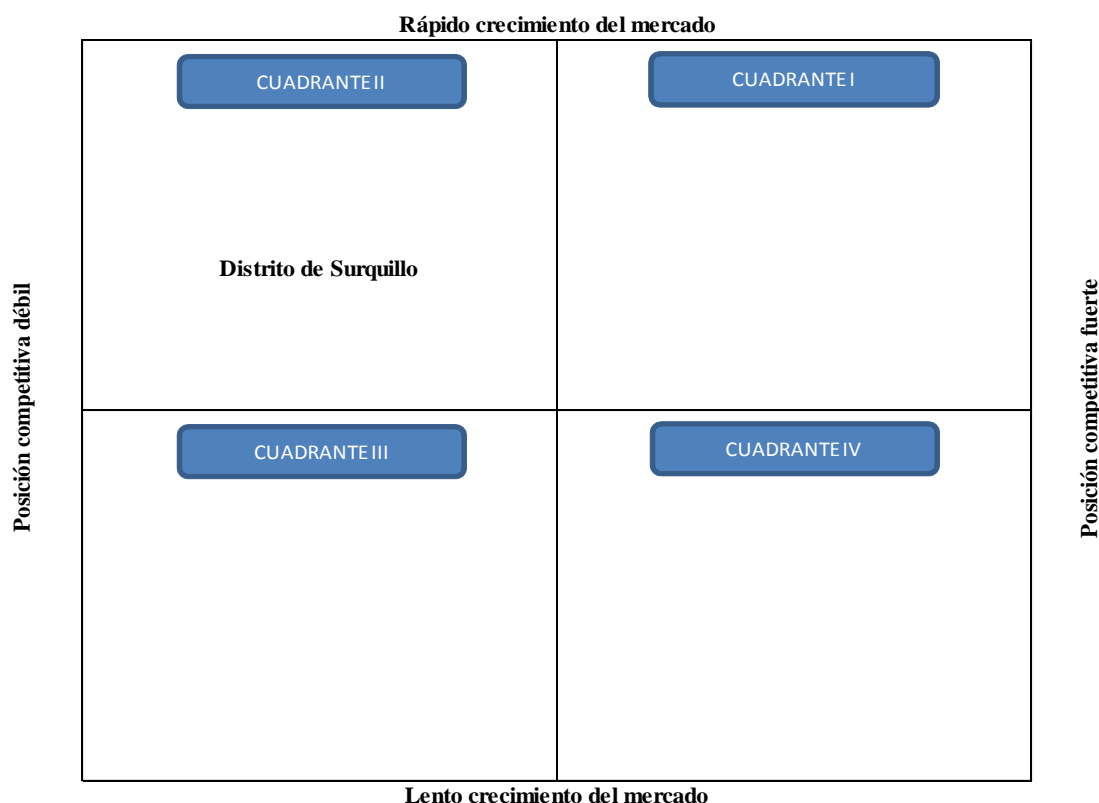 Rápido crecimiento del mercado
CUADRANTE II
CUADRANTE I
Distrito de Surquillo
Posición competitiva débil
Posición competitiva fuerte
CUADRANTE III
CUADRANTE IV
Lento crecimiento del mercado